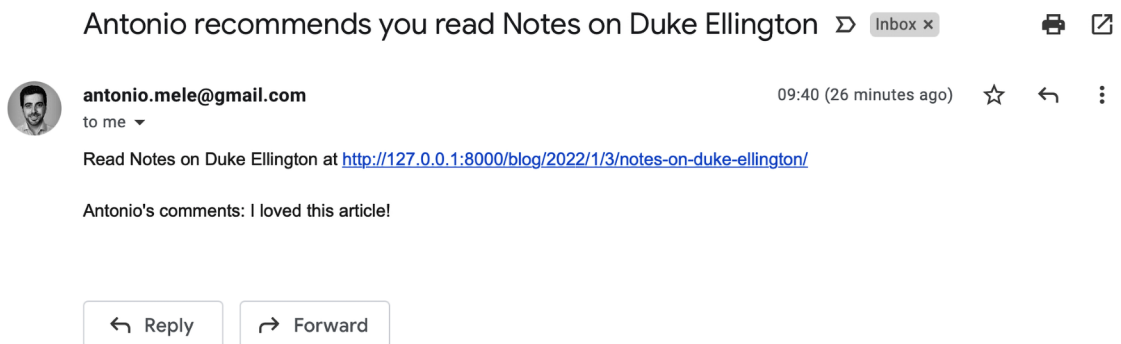 Antonio recommends you read Notes on Duke Ellington Inbox ×
antonio.mele@gmail.com 09:40 (26 minutes ago)
to me
Read Notes on Duke Ellington at http://127.0.0.1:8000/blog/2022/1/3/notes-on-duke-ellington/
Antonio's comments: I loved this article!
Reply Forward